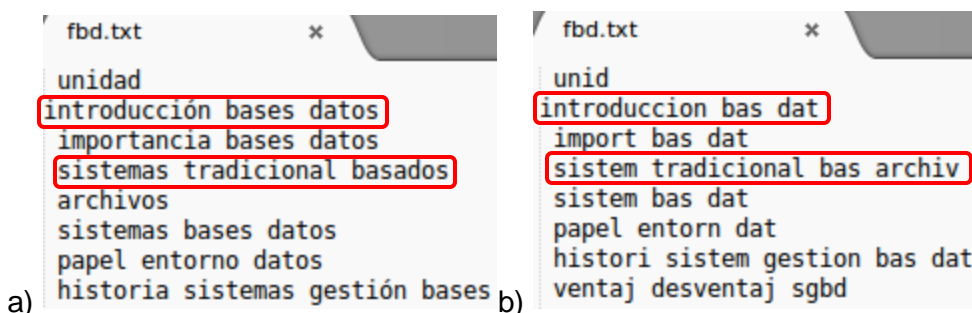 fbd.txt ×
unidad
introducción bases datos
importancia bases datos
sistemas tradicional basados
archivos
sistemas bases datos
papel entorno datos
historia sistemas gestión bases
a)
fbd.txt ×
unid
introduccion bas dat
import bas dat
sistem tradicional bas archiv
sistem bas dat
papel entorn dat
histori sistem gestion bas dat
ventaj desventaj sgbd
b)